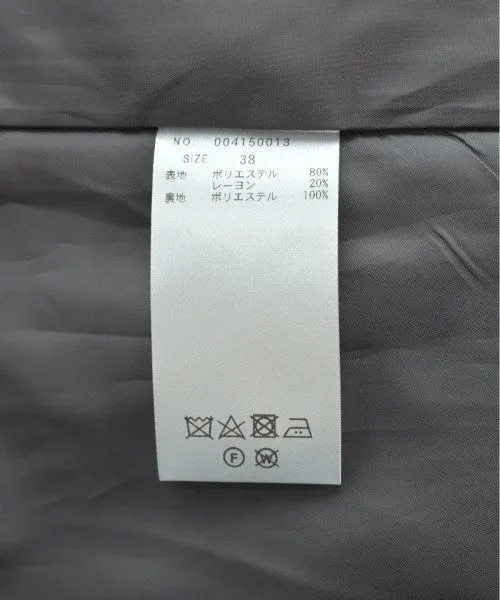 NO. 004150013
SIZE 38
表地 ポリエステル 80%
レーヨン 20%
裏地 ポリエステル 100%
F W